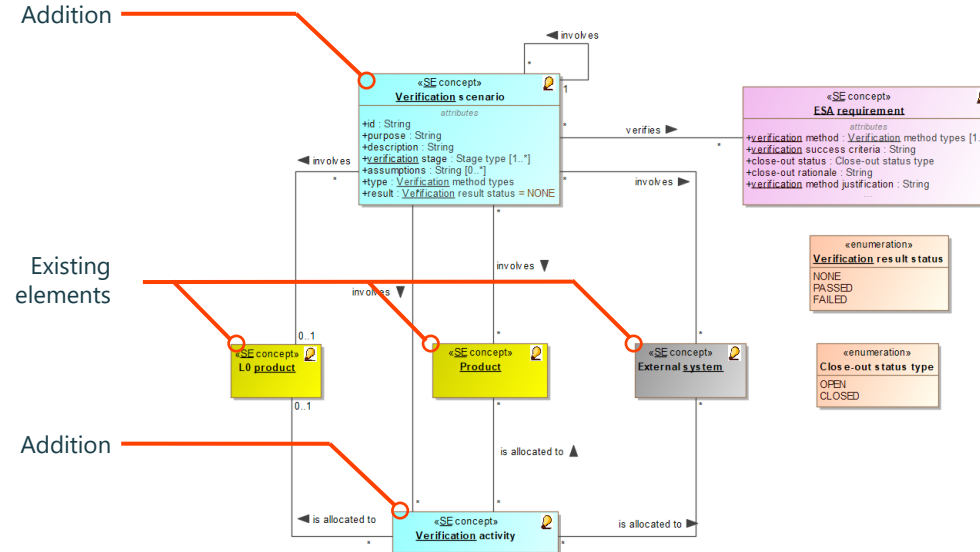 Addition
involves
«SE concept»
Verification scenario
attributes
+id : String
+purpose : String
+description : String
+verification stage : Stage type [1..*]
+assumptions : String [0..*]
+type : Verification method types
+result : Verification result status = NONE
*
1
*
verifies
*
«SE concept»
ESA requirement
attributes
+verification method : Verification method types [1..
+verification success criteria : String
+close-out status : Close-out status type
+close-out rationale : String
+verification method justification : String
...
involves
*
*
involves
*
*
involves
involves
«enumeration»
Verification result status
NONE
PASSED
FAILED
Existing
elements
0..1
*
*
«SE concept»
L0 product
«SE concept»
Product
«SE concept»
External system
«enumeration»
Close-out status type
OPEN
CLOSED
0..1
*
*
Addition
is allocated to
*
*
is allocated to
*
«SE concept»
Verification activity
is allocated to
*